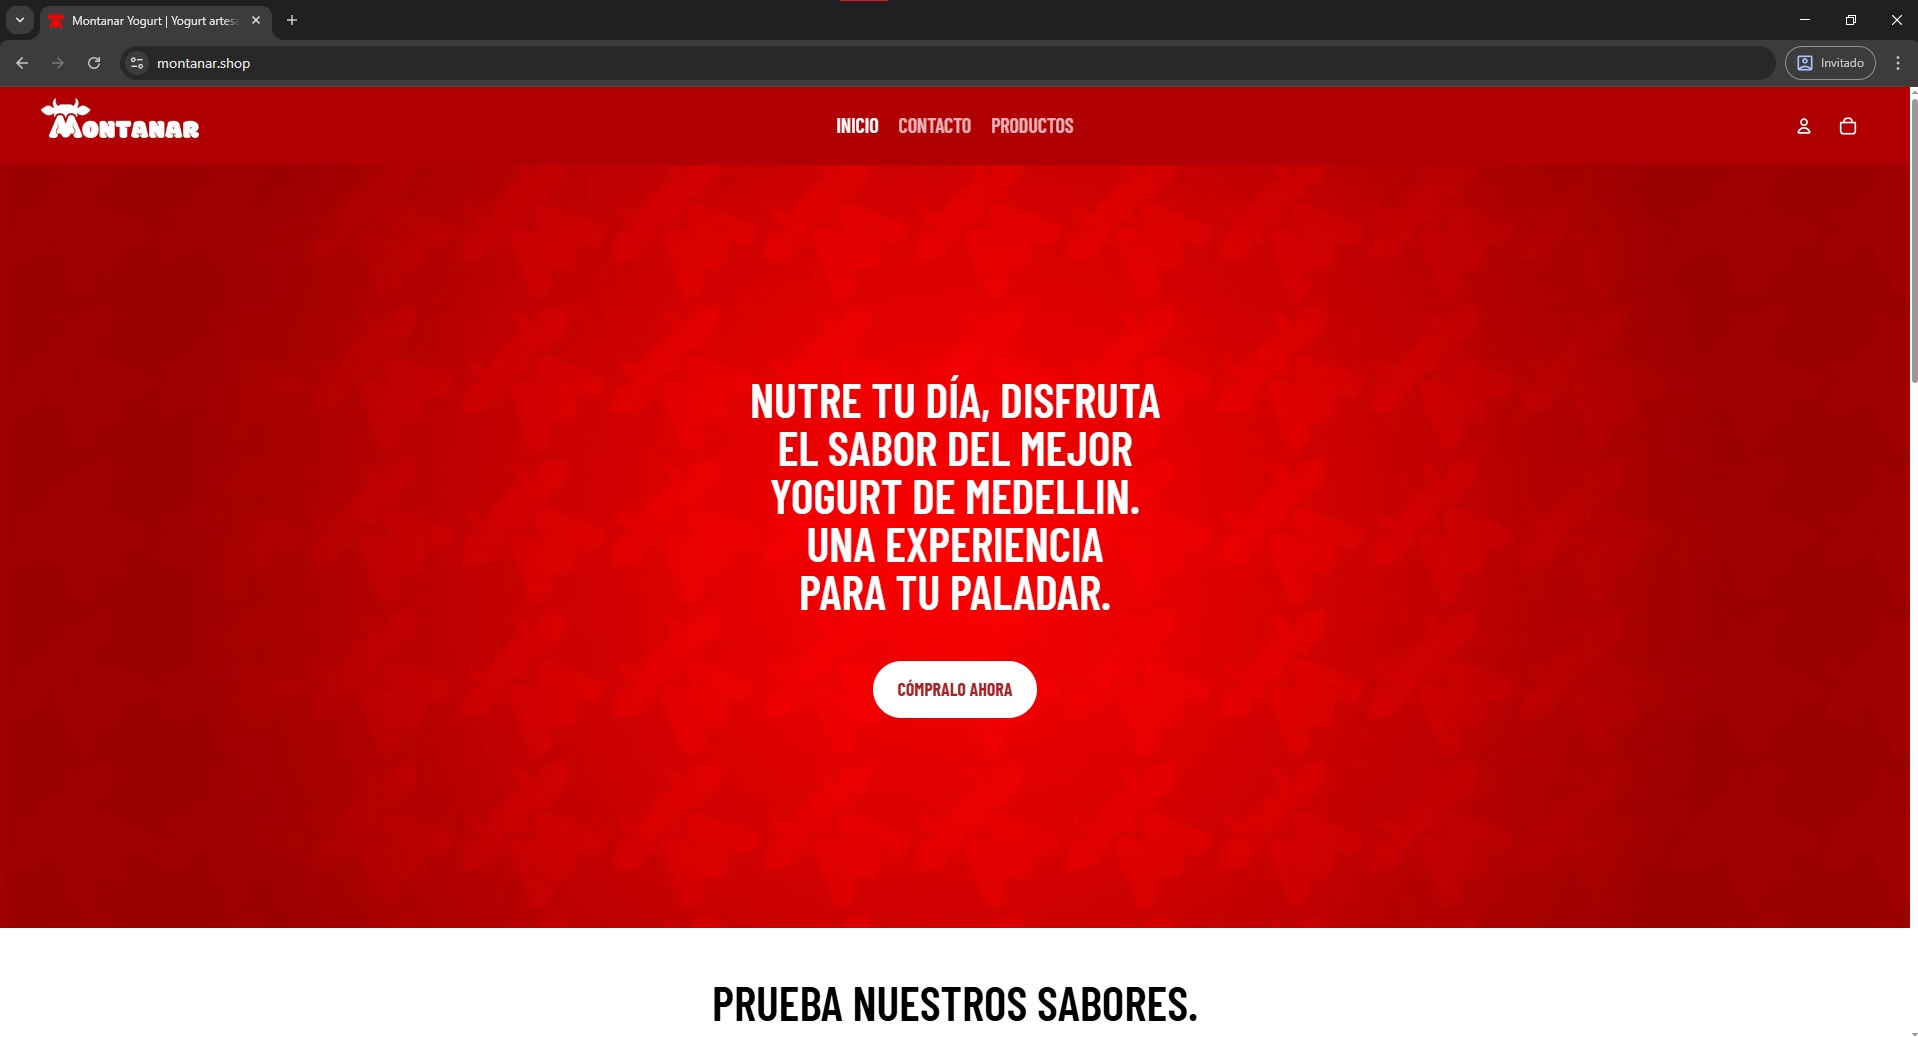 Montanar Yogurt | Yogurt artes
montanar.shop
Invitado
MONTANAR
INICIO
CONTACTO
PRODUCTOS
NUTRE TU DÍA, DISFRUTA
EL SABOR DEL MEJOR
YOGURT DE MEDELLIN.
UNA EXPERIENCIA
PARA TU PALADAR.
CÓMPRALO AHORA
PRUEBA NUESTROS SABORES.